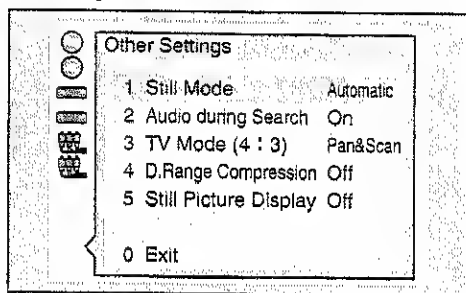 Other Settings
1 Still Mode Automatic
2 Audio during Search On
3 TV Mode (4 : 3) Pan&Scan
4 D.Range Compression Off
5 Still Picture Display Off
0 Exit